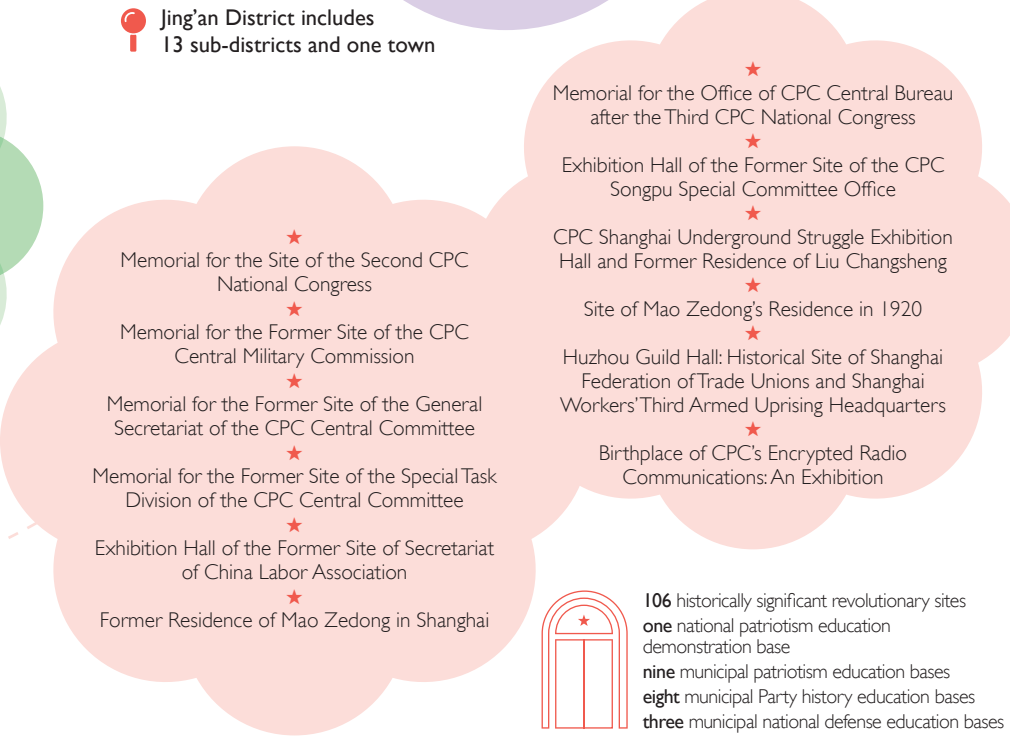 Jing'an District includes
13 sub-districts and one town
Memorial for the Site of the Second CPC
National Congress
Memorial for the Former Site of the CPC
Central Military Commission
Memorial for the Former Site of the General
Secretariat of the CPC Central Committee
Memorial for the Former Site of the Special Task
Division of the CPC Central Committee
Exhibition Hall of the Former Site of Secretariat
of China Labor Association
Former Residence of Mao Zedong in Shanghai
Memorial for the Office of CPC Central Bureau
after the Third CPC National Congress
Exhibition Hall of the Former Site of the CPC
Songpu Special Committee Office
CPC Shanghai Underground Struggle Exhibition
Hall and Former Residence of Liu Changsheng
Site of Mao Zedong's Residence in 1920
Huzhou Guild Hall: Historical Site of Shanghai
Federation of Trade Unions and Shanghai
Workers' Third Armed Uprising Headquarters
Birthplace of CPC's Encrypted Radio
Communications: An Exhibition
106 historically significant revolutionary sites
one national patriotism education
demonstration base
nine municipal patriotism education bases
eight municipal Party history education bases
three municipal national defense education bases